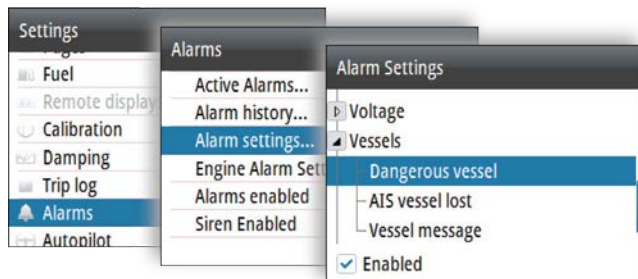 Settings
Fuel
Remote display
Calibration
Damping
Trip log
Alarms
Autopilot
Alarms
Active Alarms...
Alarm history...
Alarm settings...
Engine Alarm Sett
Alarms enabled
Siren Enabled
Alarm Settings
Voltage
Vessels
Dangerous vessel
AIS vessel lost
Vessel message
Enabled